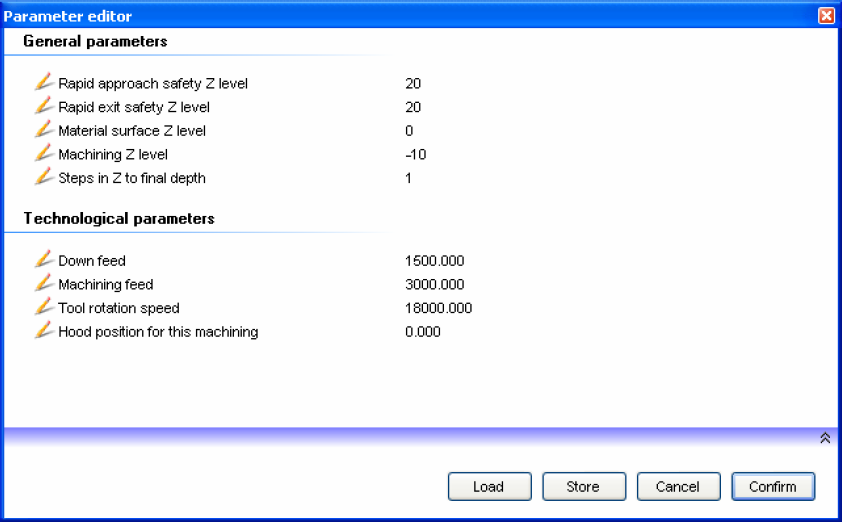 Parameter editor
General parameters
Rapid approach safety Z level 20
Rapid exit safety Z level 20
Material surface Z level 0
Machining Z level -10
Steps in Z to final depth 1
Technological parameters
Down feed 1500.000
Machining feed 3000.000
Tool rotation speed 18000.000
Hood position for this machining 0.000
Load Store Cancel Confirm